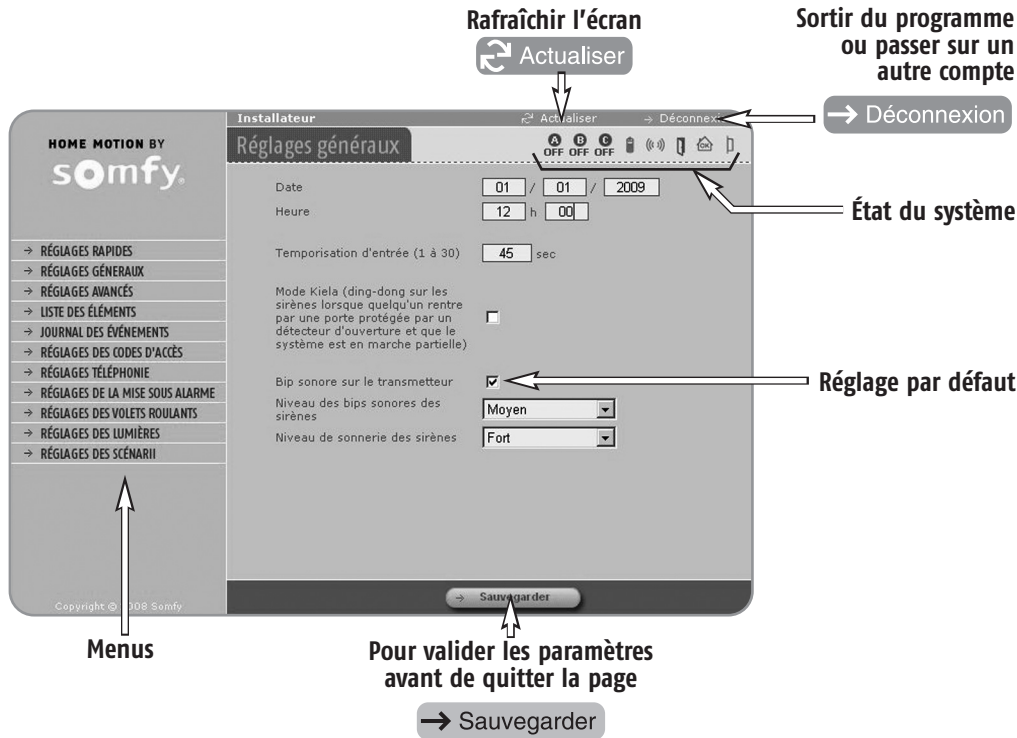 Rafraîchir l'écran
Actualiser
Sortir du programme
ou passer sur un
autre compte
→ Déconnexion
Installateur
Actualiser
→ Déconnexi
HOME MOTION BY
somfy.
Réglages généraux
A B C
OFF OFF OFF
OK
État du système
Date 01 / 01 / 2009
Heure 12 h 00
Temporisation d'entrée (1 à 30) 45 sec
Mode Kiela (ding-dong sur les
sirènes lorsque quelqu'un rentre
par une porte protégée par un
détecteur d'ouverture et que le
système est en marche partielle)
Bip sonore sur le transmetteur
Réglage par défaut
Niveau des bips sonores des
sirènes
Moyen
Niveau de sonnerie des sirènes Fort
→ RÉGLAGES RAPIDES
→ RÉGLAGES GÉNERAUX
→ RÉGLAGES AVANCÉS
→ LISTE DES ÉLÉMENTS
→ JOURNAL DES ÉVÉNEMENTS
→ RÉGLAGES DES CODES D'ACCÈS
→ RÉGLAGES TÉLÉPHONIE
→ RÉGLAGES DE LA MISE SOUS ALARME
→ RÉGLAGES DES VOLETS ROULANTS
→ RÉGLAGES DES LUMIÈRES
→ RÉGLAGES DES SCÉNARII
Copyright © 2008 Somfy
→ Sauvegarder
Menus
Pour valider les paramètres
avant de quitter la page
→ Sauvegarder